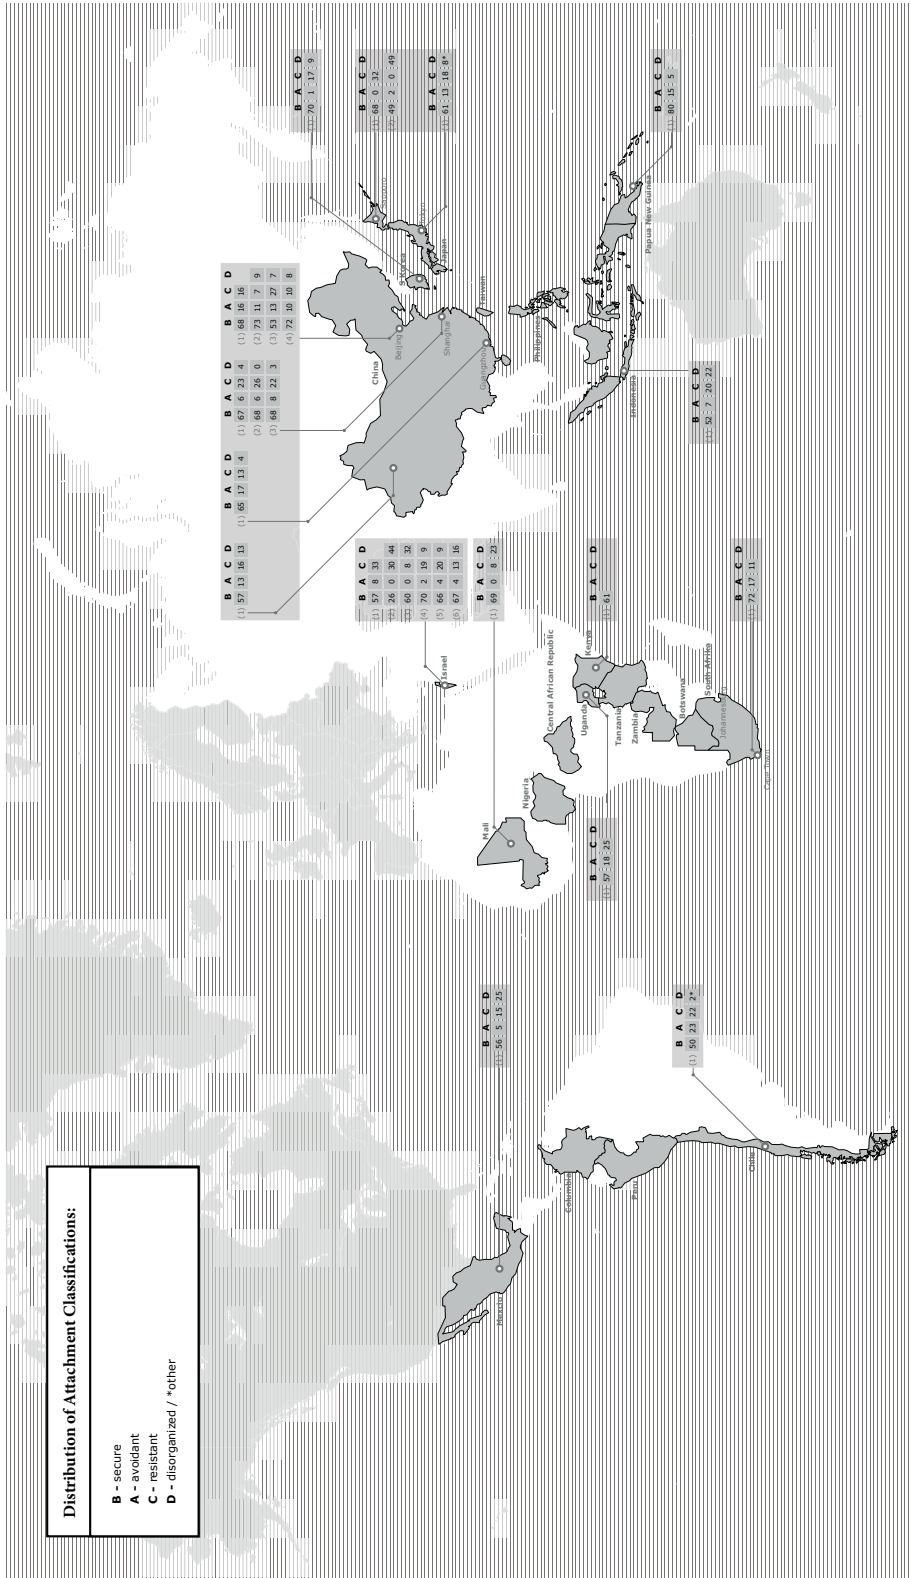 Distribution of Attachment Classifications:
B – secure
A – avoidant
C – resistant
D – disorganized / *other
B A C D
(1) 57 13 16 13
B A C D
(1) 65 17 13 4
B A C D
(1) 67 6 23 4
(2) 68 6 26 0
(3) 68 8 22 3
B A C D
(1) 68 16 16
(2) 73 11 7 9
(3) 53 13 27 7
(4) 72 10 10 8
B A C D
(1) 70 1 17 9
B A C D
(1) 68 0 32
(2) 49 2 0 49
B A C D
(1) 61 13 18 8*
China
Beijing
Shanghai
Guangzhou
S Korea
Sapporo
Tokyo
Japan
Taiwan
B A C D
(1) 57 8 33
(2) 26 0 30 44
(3) 60 0 8 32
(4) 70 2 19 9
(5) 66 4 20 9
(6) 67 4 13 16
Israel
B A C D
(1) 69 0 8 23
Mali
B A C D
(1) 56 5 15 25
Mexcio
Nigeria
Central African Republic
Philippines
Columbia
B A C D
(1) 57 18 25
Uganda
Kenya
B A C D
(1) 61
Tanzania
Zambia
Indonesia
Papua New Guinea
B A C D
(1) 80 15 5
Peru
B A C D
(1) 50 23 22 2*
Botswana
South Afrika
B A C D
(1) 52 7 20 22
Johannesburg
B A C D
(1) 72 17 11
Chile
Cape Town